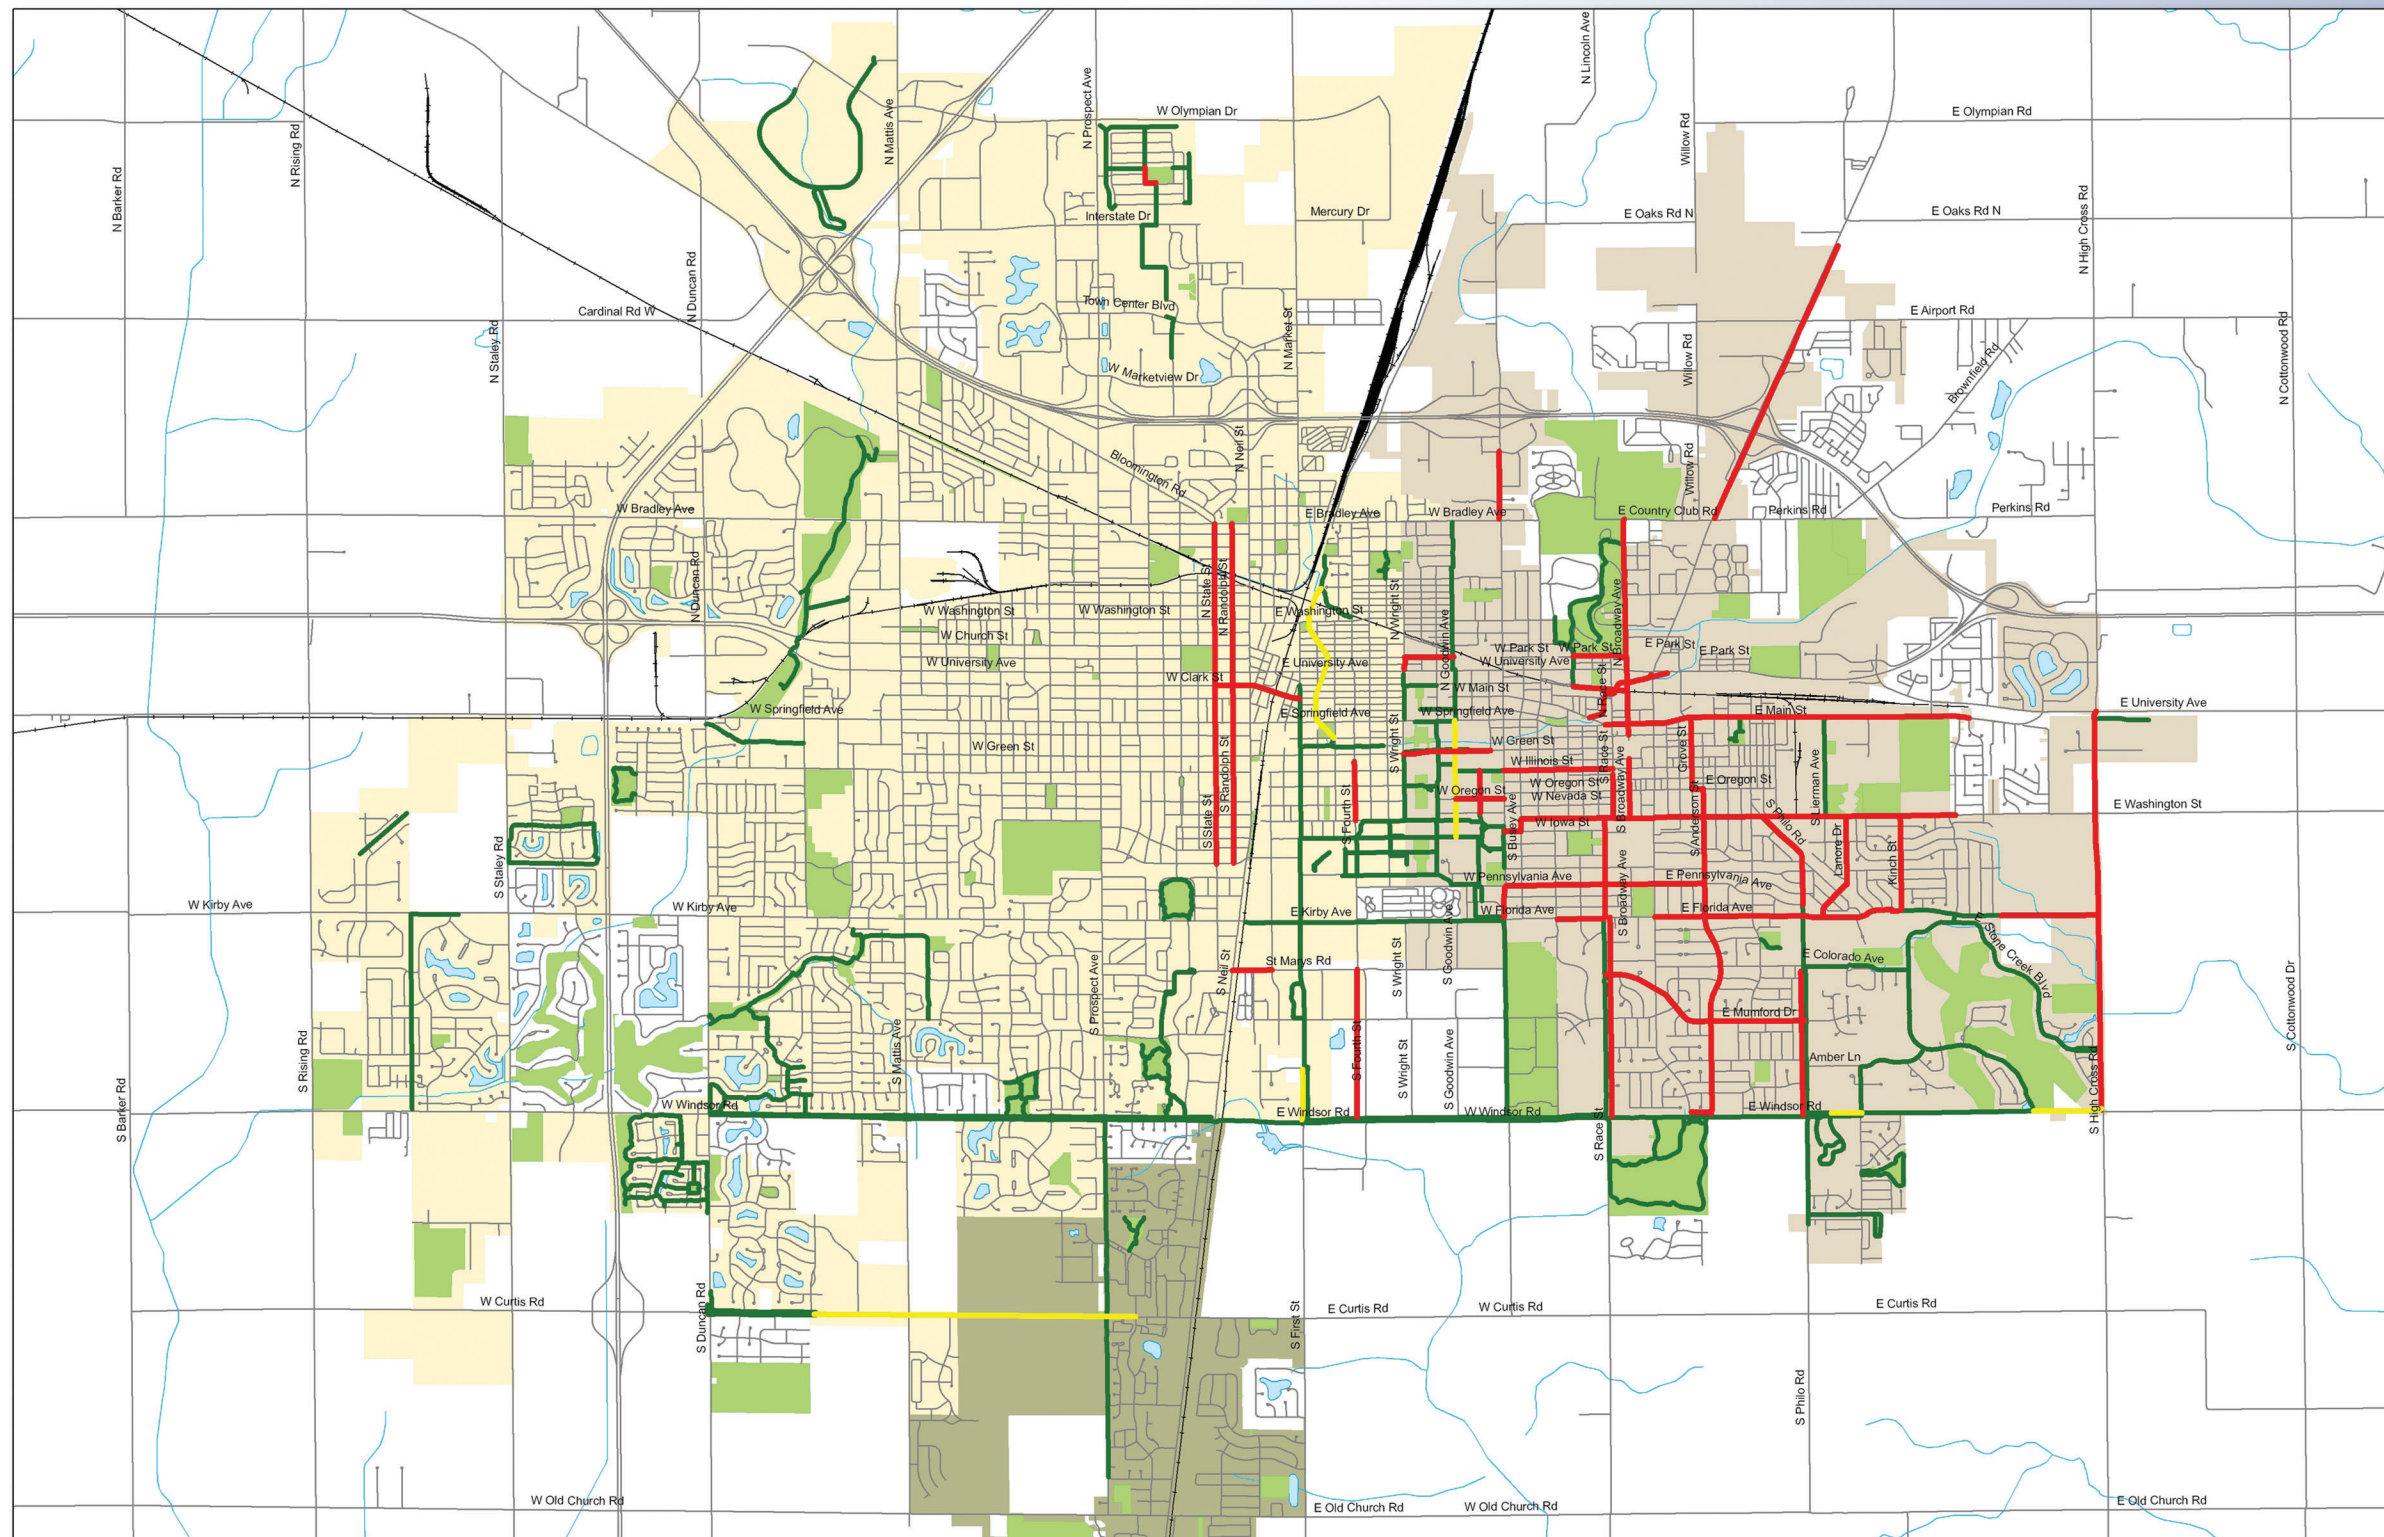 N Lincoln Ave
N Prospect Ave
N Mattis Ave
W Olympian Dr
E Olympian Rd
Willow Rd
N Rising Rd
N Barker Rd
Interstate Dr
Mercury Dr
E Oaks Rd N
E Oaks Rd N
N High Cross Rd
N Duncan Rd
Cardinal Rd W
Town Center Blvd
E Airport Rd
N Staley Rd
N Market St
Willow Rd
N Cottonwood Rd
W Marketview Dr
Brownfield Rd
N Neil St
Bloomington Rd
Willow Rd
W Bradley Ave
E Bradley Ave
W Bradley Ave
E Country Club Rd
Perkins Rd
Perkins Rd
N Duncan Rd
N State St
N Randolph St
N Wright St
N Goodwin Ave
N Broadway Ave
W Washington St
W Washington St
E Washington St
W Church St
W University Ave
E University Ave
W Park St
W Park St
E Park St
E Park St
W University Ave
W Clark St
W Main St
N Race St
W Springfield Ave
E Springfield Ave
W Springfield Ave
E Main St
E University Ave
W Green St
W Green St
S Wright St
S Race St
Grove St
W Illinois St
W Oregon St
W Oregon St
E Oregon St
W Nevada St
S State St
S Randolph St
S Fourth St
S Busey Ave
S Broadway Ave
S Anderson St
S Philo Rd
S Lierman Ave
E Washington St
W Iowa St
Lanore Dr
Kinch St
S Staley Rd
W Pennsylvania Ave
E Pennsylvania Ave
W Kirby Ave
W Kirby Ave
E Kirby Ave
W Florida Ave
E Florida Ave
S Broadway Ave
S Goodwin Ave
S Wright St
St Marys Rd
E Colorado Ave
Stone Creek Blvd
S Neil St
S Prospect Ave
S Mattis Ave
S Rising Rd
S Barker Rd
S Fourth St
S Wright St
S Goodwin Ave
E Mumford Dr
Amber Ln
S High Cross Rd
S Cottonwood Dr
W Windsor Rd
E Windsor Rd
W Windsor Rd
E Windsor Rd
S Race St
W Curtis Rd
S Duncan Rd
S First St
E Curtis Rd
W Curtis Rd
E Curtis Rd
S Philo Rd
W Old Church Rd
E Old Church Rd
W Old Church Rd
E Old Church Rd